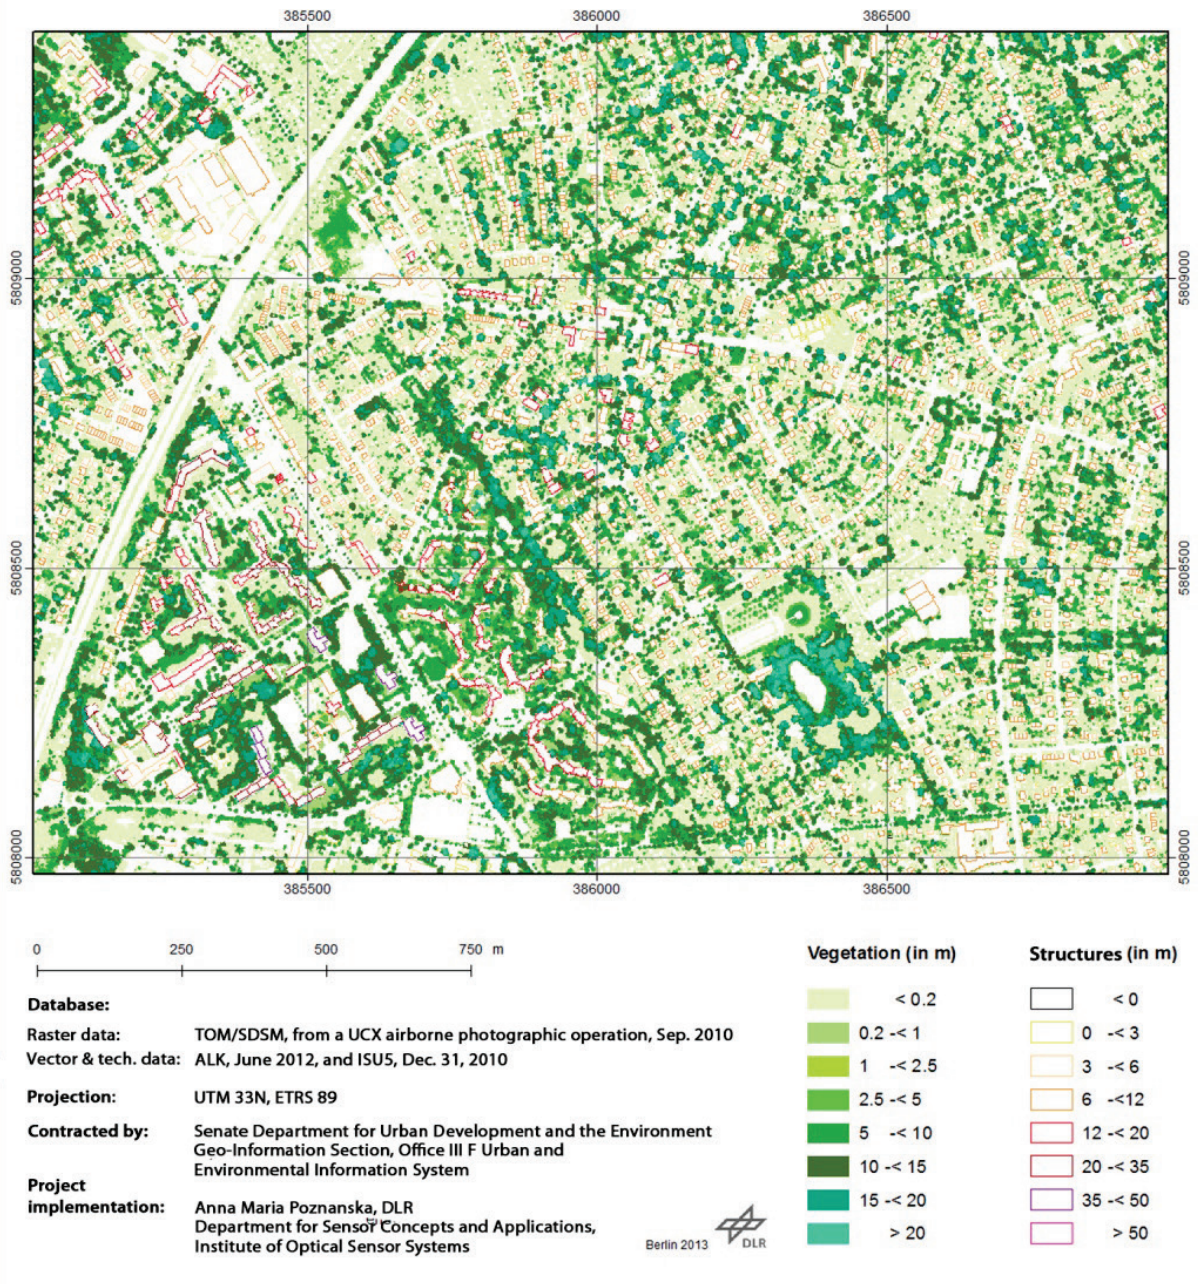 385500 386000 386500
5809000 5809000
5808500 5808500
5808000 5808000
385500 386000 386500
0 250 500 750 m
Database:
Raster data: TOM/SDSM, from a UCX airborne photographic operation, Sep. 2010
Vector & tech. data: ALK, June 2012, and ISU5, Dec. 31, 2010
Projection: UTM 33N, ETRS 89
Contracted by: Senate Department for Urban Development and the Environment
Geo-Information Section, Office III F Urban and
Environmental Information System
Project
implementation: Anna Maria Poznanska, DLR
Department for Sensor Concepts and Applications,
Institute of Optical Sensor Systems
Berlin 2013 DLR
Vegetation (in m)
< 0.2
0.2 -< 1
1 -< 2.5
2.5 -< 5
5 -< 10
10 -< 15
15 -< 20
> 20
Structures (in m)
< 0
0 -< 3
3 -< 6
6 -<12
12 -< 20
20 -< 35
35 -< 50
> 50